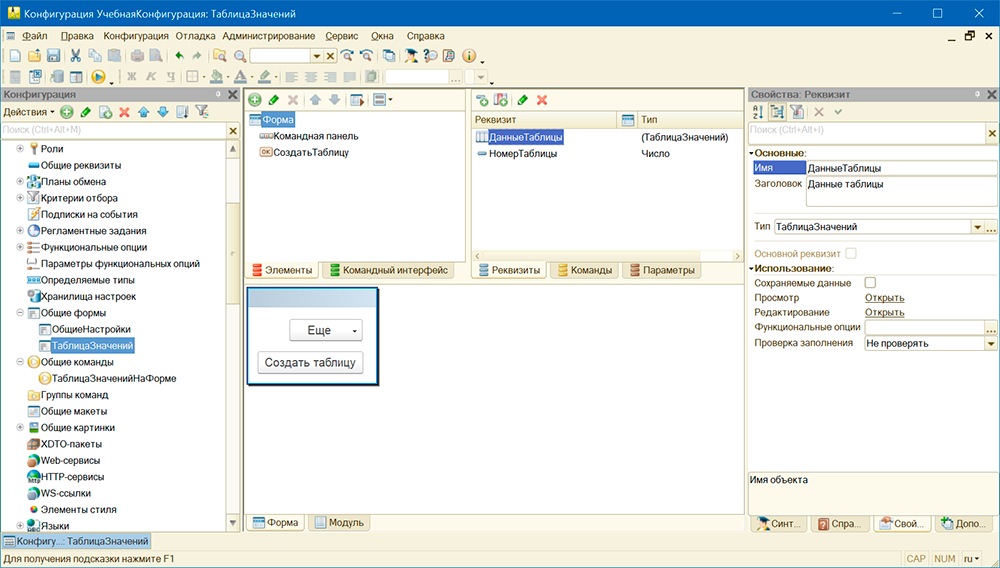 Конфигурация УчебнаяКонфигурация: ТаблицаЗначений
Файл Правка Конфигурация Отладка Администрирование Сервис Окна Справка
Конфигурация
Действия
Поиск (Ctrl+Alt+M)
Роли
Общие реквизиты
Планы обмена
Критерии отбора
Подписки на события
Регламентные задания
Функциональные опции
Параметры функциональных опций
Определяемые типы
Хранилища настроек
Общие формы
ОбщиеНастройки
ТаблицаЗначений
Общие команды
ТаблицаЗначенийНаФорме
Группы команд
Общие макеты
Общие картинки
XDTO-пакеты
Web-сервисы
HTTP-сервисы
WS-ссылки
Элементы стиля
Языки
Форма
Командная панель
СоздатьТаблицу
Элементы Командный интерфейс
Реквизит Тип
ДанныеТаблицы (ТаблицаЗначений)
НомерТаблицы Число
Реквизиты Команды Параметры
Еще
Создать таблицу
Форма Модуль
Свойства: Реквизит
Поиск (Ctrl+Alt+I)
Основные:
Имя ДанныеТаблицы
Заголовок Данные таблицы
Тип ТаблицаЗначений
Основной реквизит
Использование:
Сохраняемые данные
Просмотр Открыть
Редактирование Открыть
Функциональные опции
Проверка заполнения Не проверять
Имя объекта
Синт... Спра... Свой... Допо...
Конфигу...: ТаблицаЗначений
Для получения подсказки нажмите F1
CAP NUM ru